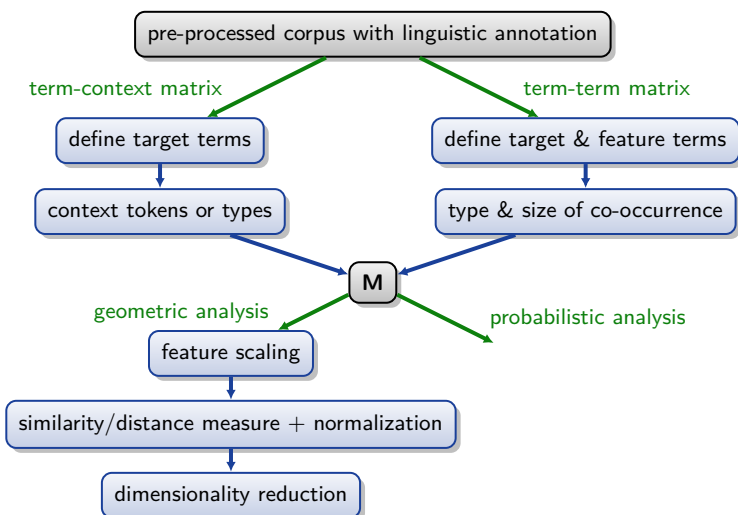 pre-processed corpus with linguistic annotation
term-context matrix
term-term matrix
define target terms
define target & feature terms
context tokens or types
type & size of co-occurrence
M
geometric analysis
probabilistic analysis
feature scaling
similarity/distance measure + normalization
dimensionality reduction